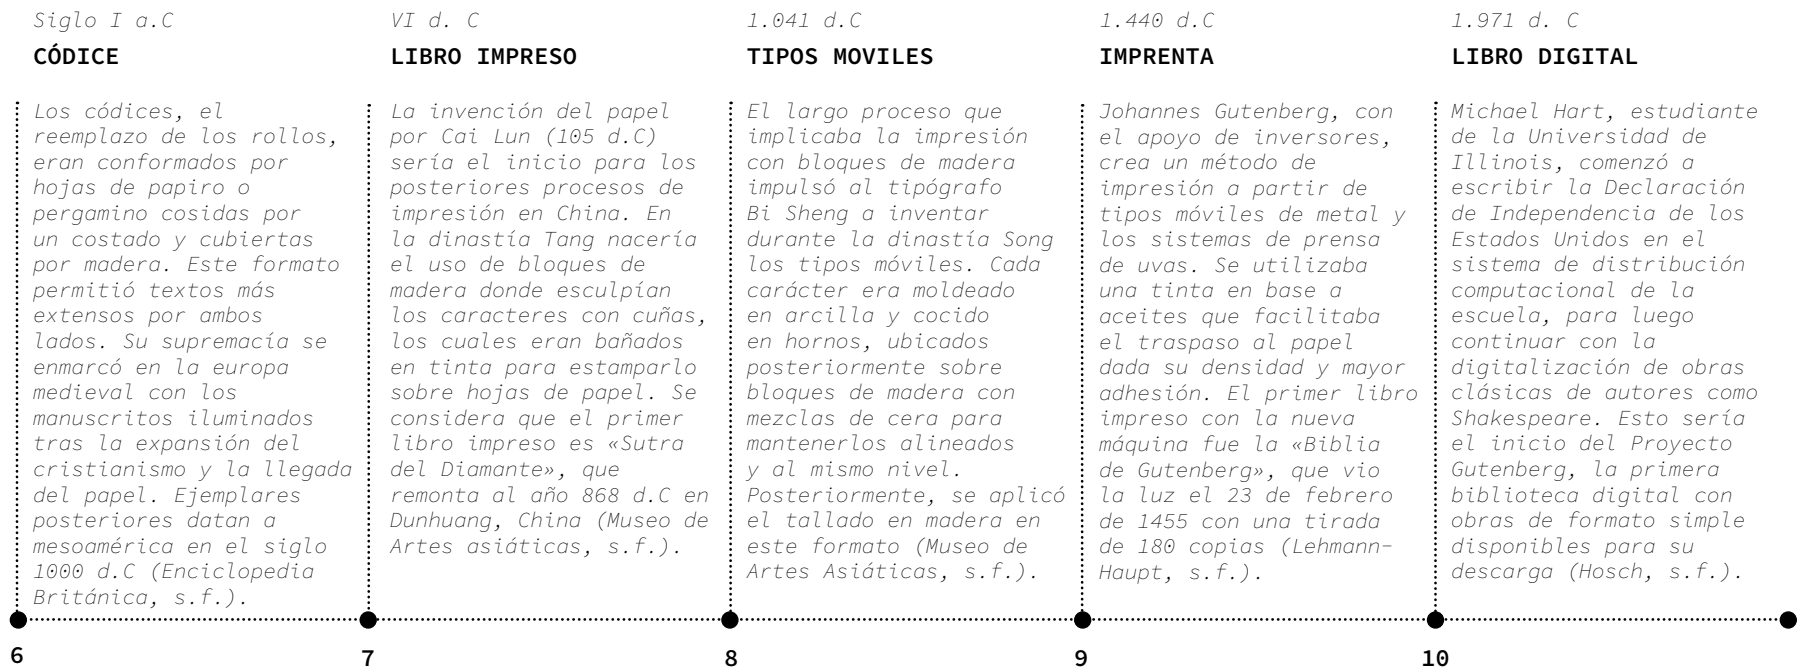 Siglo I a.C
CÓDICE
Los códices, el
reemplazo de los rollos,
eran conformados por
hojas de papiro o
pergamino cosidas por
un costado y cubiertas
por madera. Este formato
permitió textos más
extensos por ambos
lados. Su supremacía se
enmarcó en la europa
medieval con los
manuscritos iluminados
tras la expansión del
cristianismo y la llegada
del papel. Ejemplares
posteriores datan a
mesoamérica en el siglo
1000 d.C (Enciclopedia
Británica, s.f.).
6
VI d. C
LIBRO IMPRESO
La invención del papel
por Cai Lun (105 d.C)
sería el inicio para los
posteriores procesos de
impresión en China. En
la dinastía Tang nacería
el uso de bloques de
madera donde esculpían
los caracteres con cuñas,
los cuales eran bañados
en tinta para estamparlo
sobre hojas de papel. Se
considera que el primer
libro impreso es «Sutra
del Diamante», que
remonta al año 868 d.C en
Dunhuang, China (Museo de
Artes asiáticas, s.f.).
7
1.041 d.C
TIPOS MOVILES
El largo proceso que
implicaba la impresión
con bloques de madera
impulsó al tipógrafo
Bi Sheng a inventar
durante la dinastía Song
los tipos móviles. Cada
carácter era moldeado
en arcilla y cocido
en hornos, ubicados
posteriormente sobre
bloques de madera con
mezclas de cera para
mantenerlos alineados
y al mismo nivel.
Posteriormente, se aplicó
el tallado en madera en
este formato (Museo de
Artes Asiáticas, s.f.).
8
1.440 d.C
IMPRENTA
Johannes Gutenberg, con
el apoyo de inversores,
crea un método de
impresión a partir de
tipos móviles de metal y
los sistemas de prensa
de uvas. Se utilizaba
una tinta en base a
aceites que facilitaba
el traspaso al papel
dada su densidad y mayor
adhesión. El primer libro
impreso con la nueva
máquina fue la «Biblia
de Gutenberg», que vio
la luz el 23 de febrero
de 1455 con una tirada
de 180 copias (Lehmann-
Haupt, s.f.).
9
1.971 d. C
LIBRO DIGITAL
Michael Hart, estudiante
de la Universidad de
Illinois, comenzó a
escribir la Declaración
de Independencia de los
Estados Unidos en el
sistema de distribución
computacional de la
escuela, para luego
continuar con la
digitalización de obras
clásicas de autores como
Shakespeare. Esto sería
el inicio del Proyecto
Gutenberg, la primera
biblioteca digital con
obras de formato simple
disponibles para su
descarga (Hosch, s.f.).
10